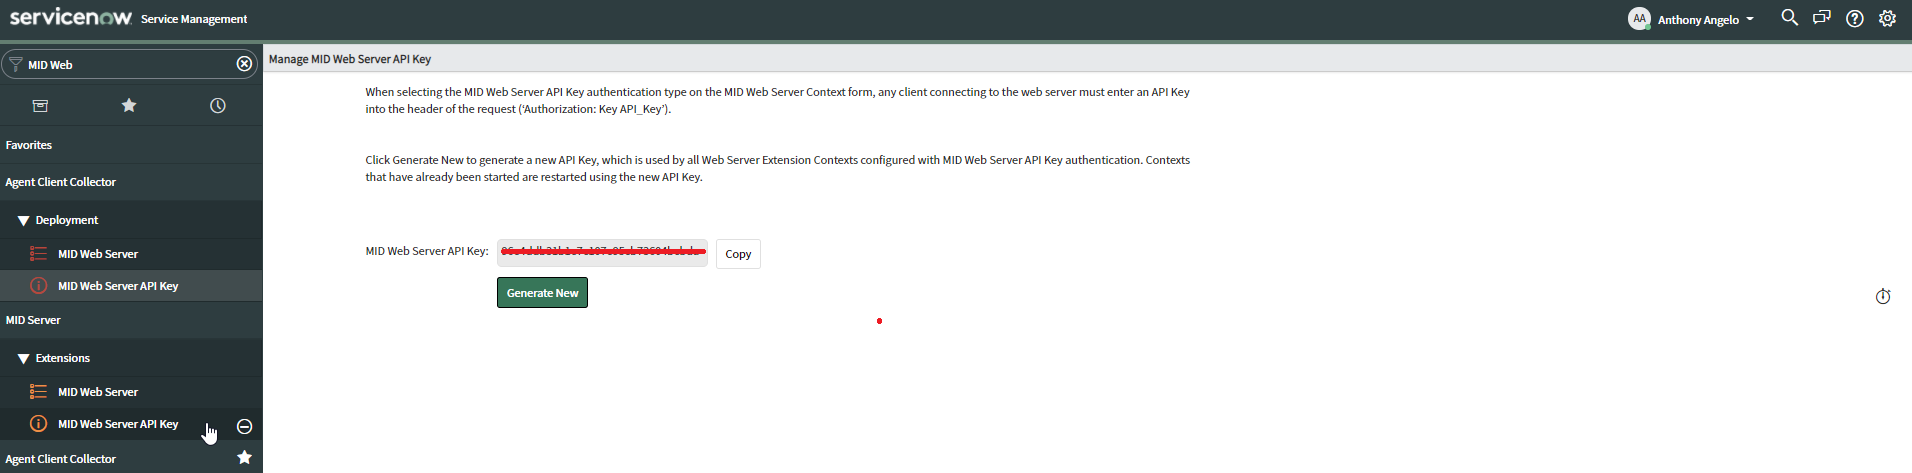 servicenow Service Management
AA Anthony Angelo
MID Web
Favorites
Agent Client Collector
Deployment
MID Web Server
MID Web Server API Key
MID Server
Extensions
MID Web Server
MID Web Server API Key
Agent Client Collector
Manage MID Web Server API Key
When selecting the MID Web Server API Key authentication type on the MID Web Server Context form, any client connecting to the web server must enter an API Key
into the header of the request (‘Authorization: Key API_Key’).
Click Generate New to generate a new API Key, which is used by all Web Server Extension Contexts configured with MID Web Server API Key authentication. Contexts
that have already been started are restarted using the new API Key.
MID Web Server API Key:
Copy
Generate New